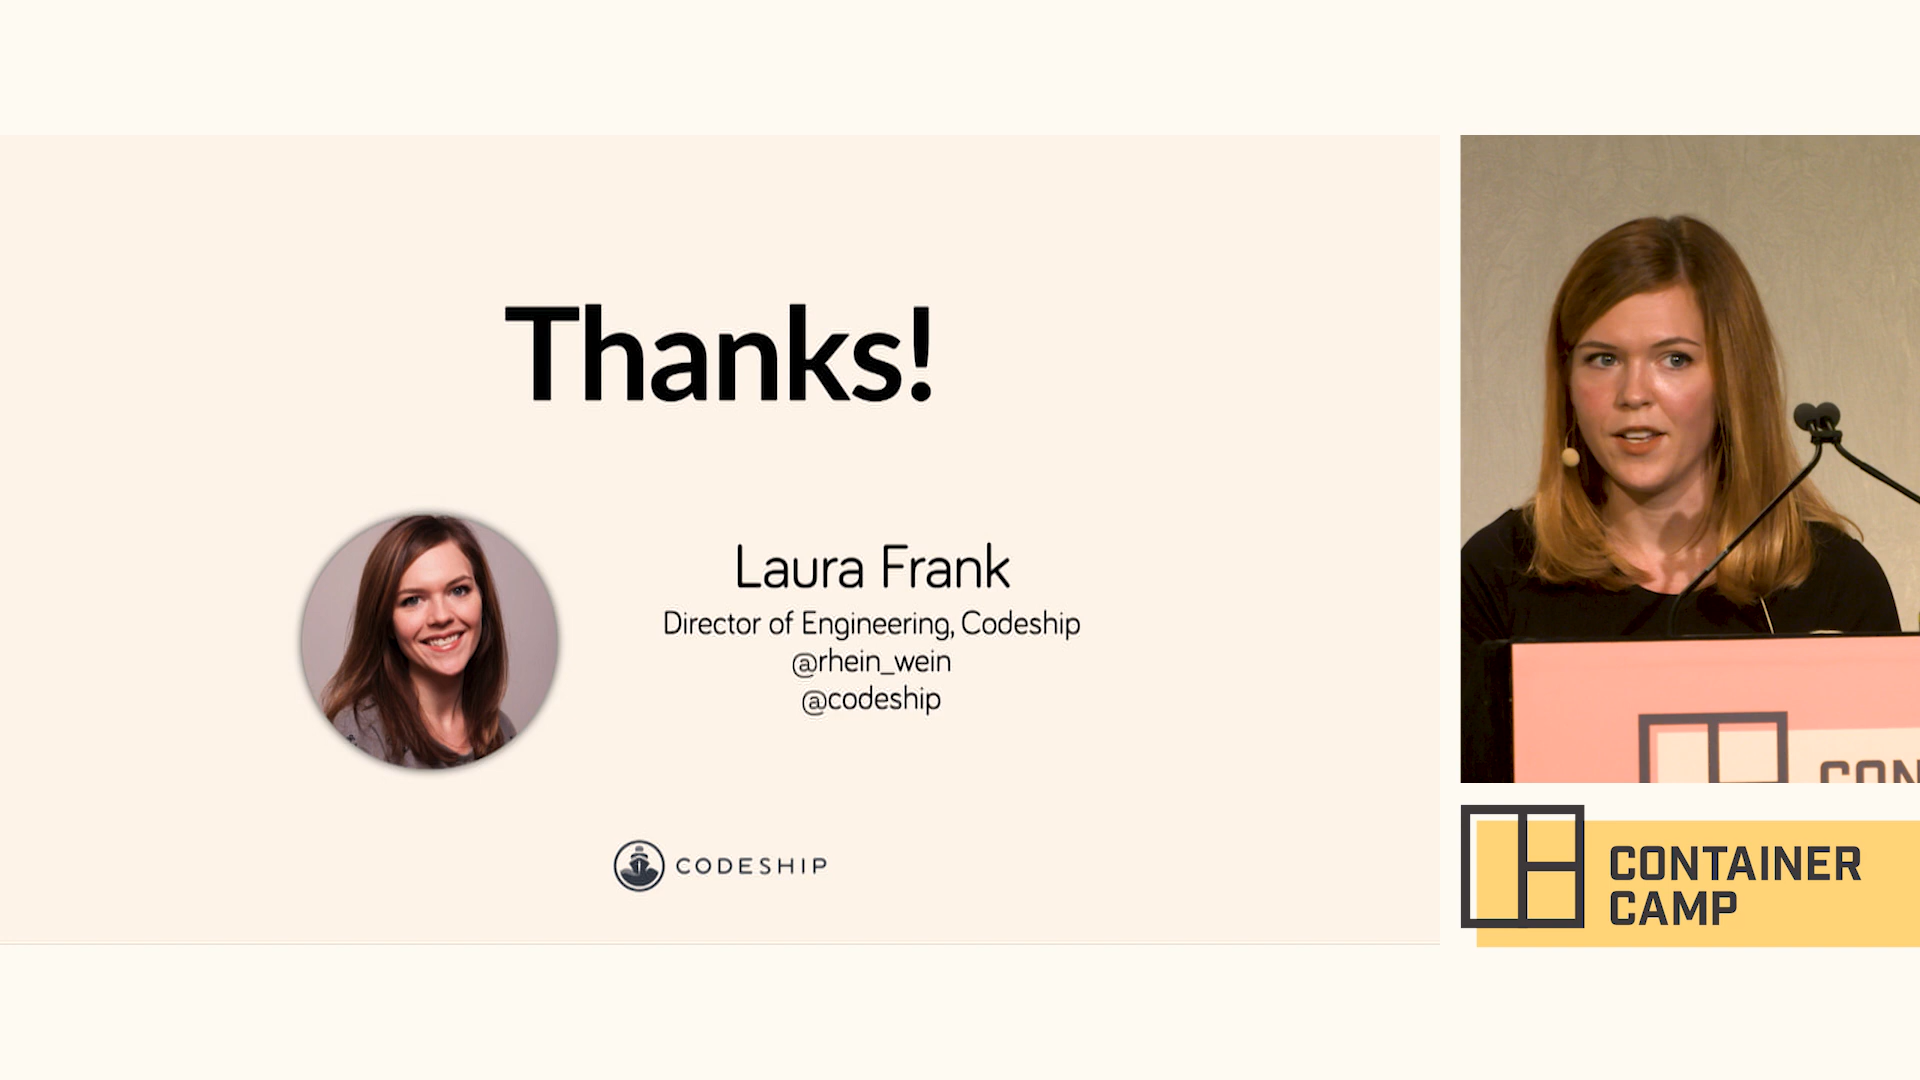 Thanks!
Laura Frank
Director of Engineering, Codeship
@rhein_wein
@codeship
CODESHIP
CONTAINER
CAMP